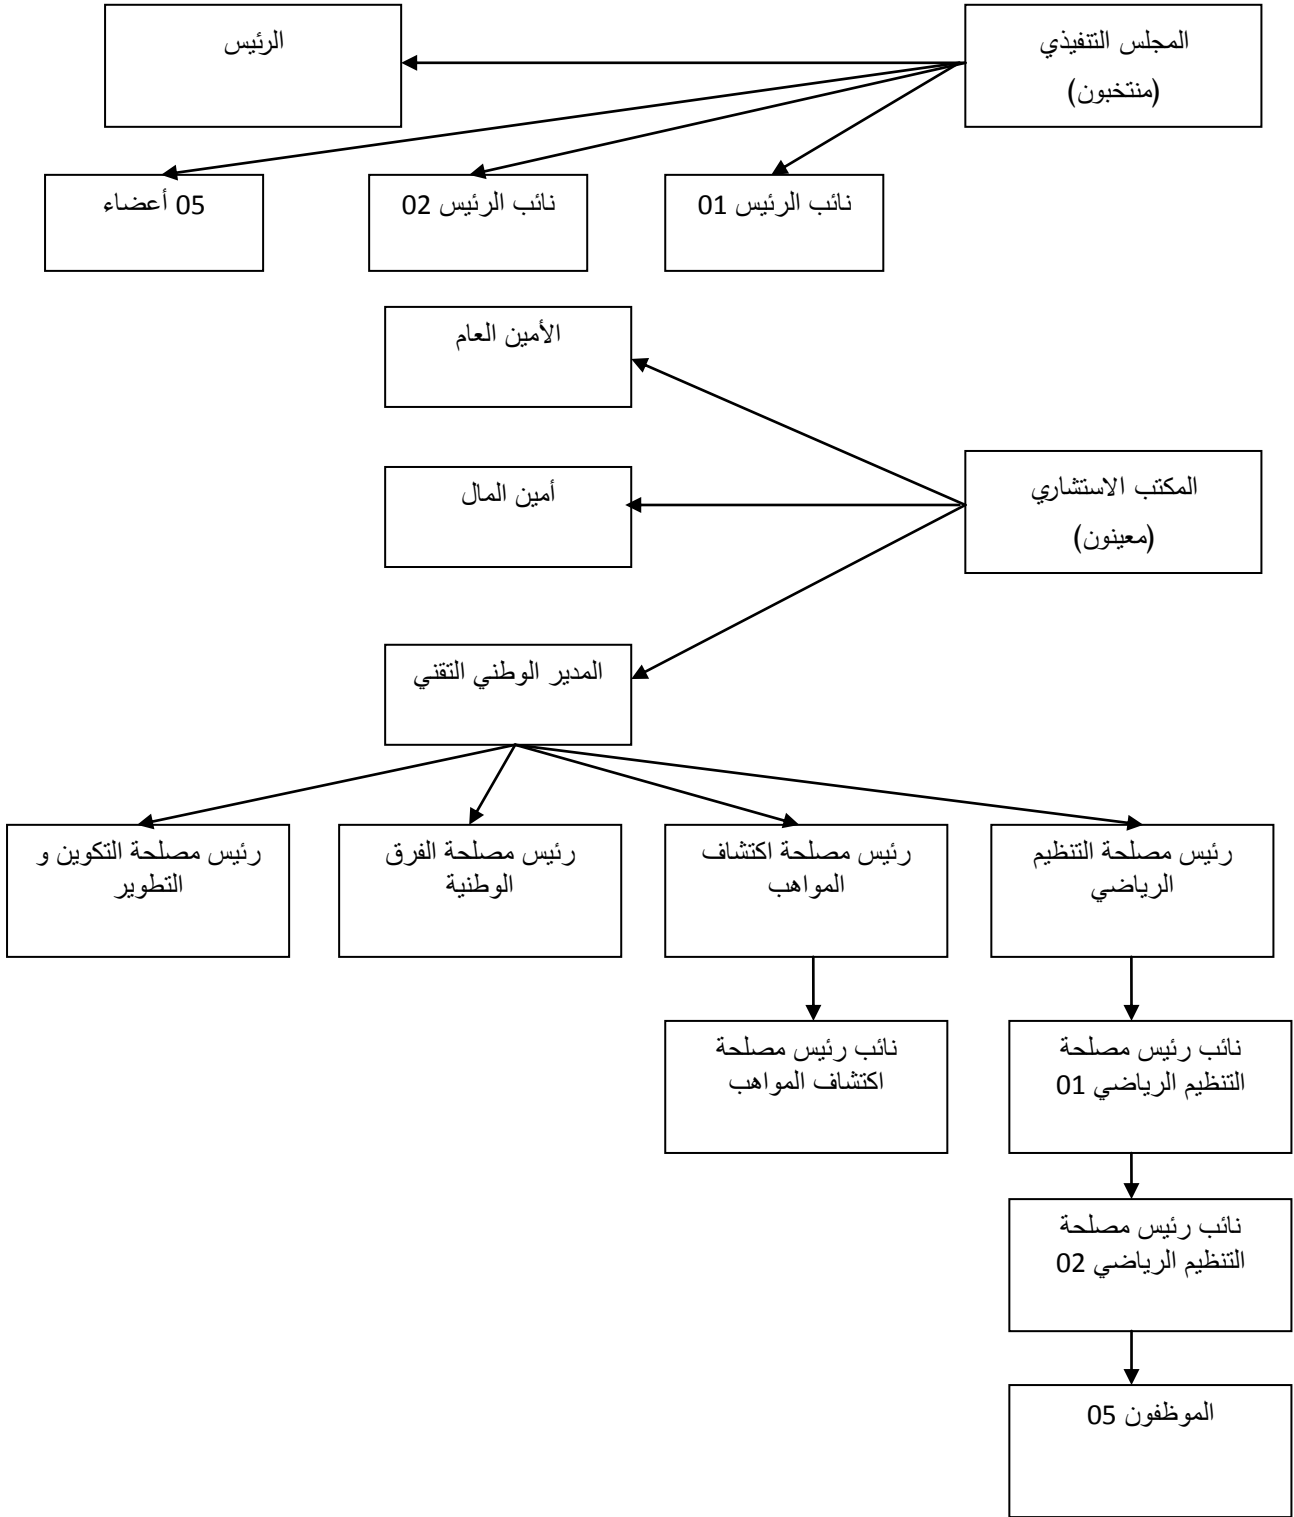 المجلس التنفيذي
(منتخبون)
الرئيس
نائب الرئيس 01
نائب الرئيس 02
05 أعضاء
الأمين العام
المكتب الاستشاري
(معينون)
أمين المال
المدير الوطني التقني
رئيس مصلحة التنظيم
الرياضي
رئيس مصلحة اكتشاف
المواهب
رئيس مصلحة الفرق
الوطنية
رئيس مصلحة التكوين و
التطوير
نائب رئيس مصلحة
التنظيم الرياضي 01
نائب رئيس مصلحة
اكتشاف المواهب
نائب رئيس مصلحة
التنظيم الرياضي 02
الموظفون 05